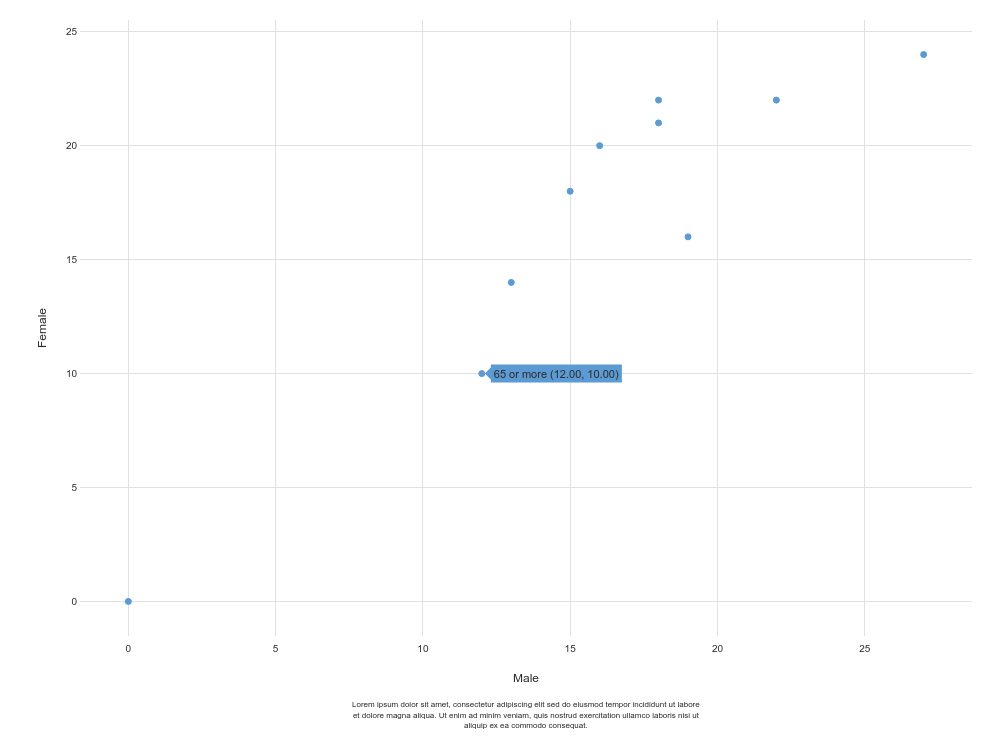 25
20
15
10
5
0
Female
65 or more (12.00, 10.00)
0 5 10 15 20 25
Male
Lorem ipsum dolor sit amet, consectetur adipiscing elit sed do eiusmod tempor incididunt ut labore
et dolore magna aliqua. Ut enim ad minim veniam, quis nostrud exercitation ullamco laboris nisi ut
aliquip ex ea commodo consequat.